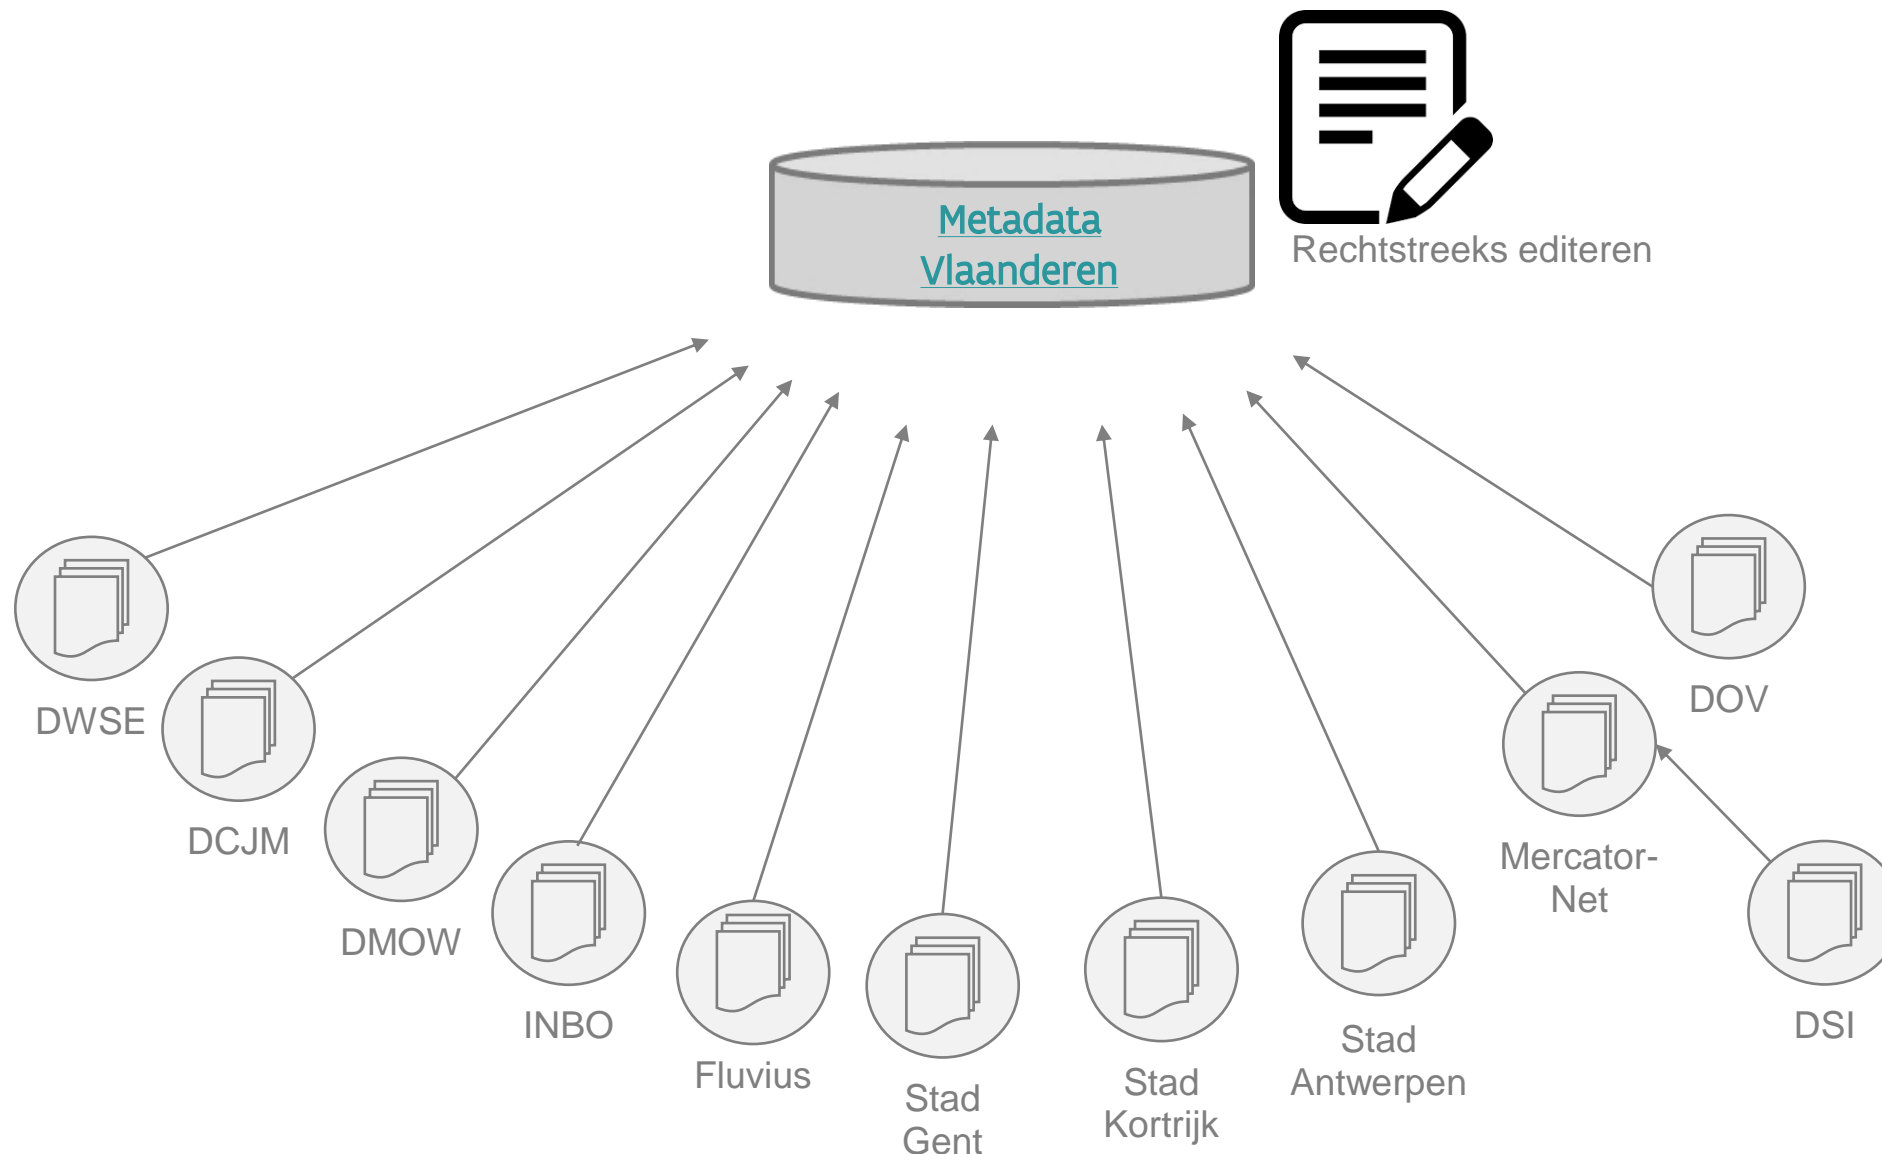 Metadata
Vlaanderen
Rechtstreeks editeren
DWSE
DCJM
DMOW
INBO
Fluvius
Stad
Gent
Stad
Kortrijk
Stad
Antwerpen
Mercator-
Net
DOV
DSI